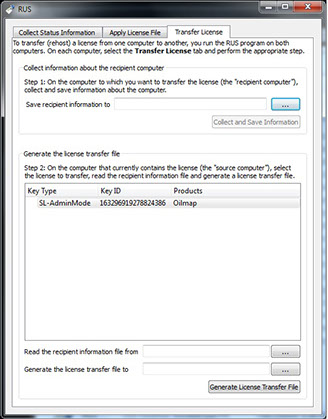 RUS
Collect Status Information Apply License File Transfer License
To transfer (rehost) a license from one computer to another, you run the RUS program on both
computers. On each computer, select the Transfer License tab and perform the appropriate step.
Collect information about the recipient computer
Step 1: On the computer to which you want to transfer the license (the "recipient computer"),
collect and save information about the computer.
Save recipient information to ...
Collect and Save Information
Generate the license transfer file
Step 2: On the computer that currently contains the license (the "source computer"), select
the license to transfer, read the recipient information file and generate a license transfer file.
Key Type Key ID Products
SL-AdminMode 163296919278824386 Oilmap
Read the recipient information file from ...
Generate the license transfer file to ...
Generate License Transfer File